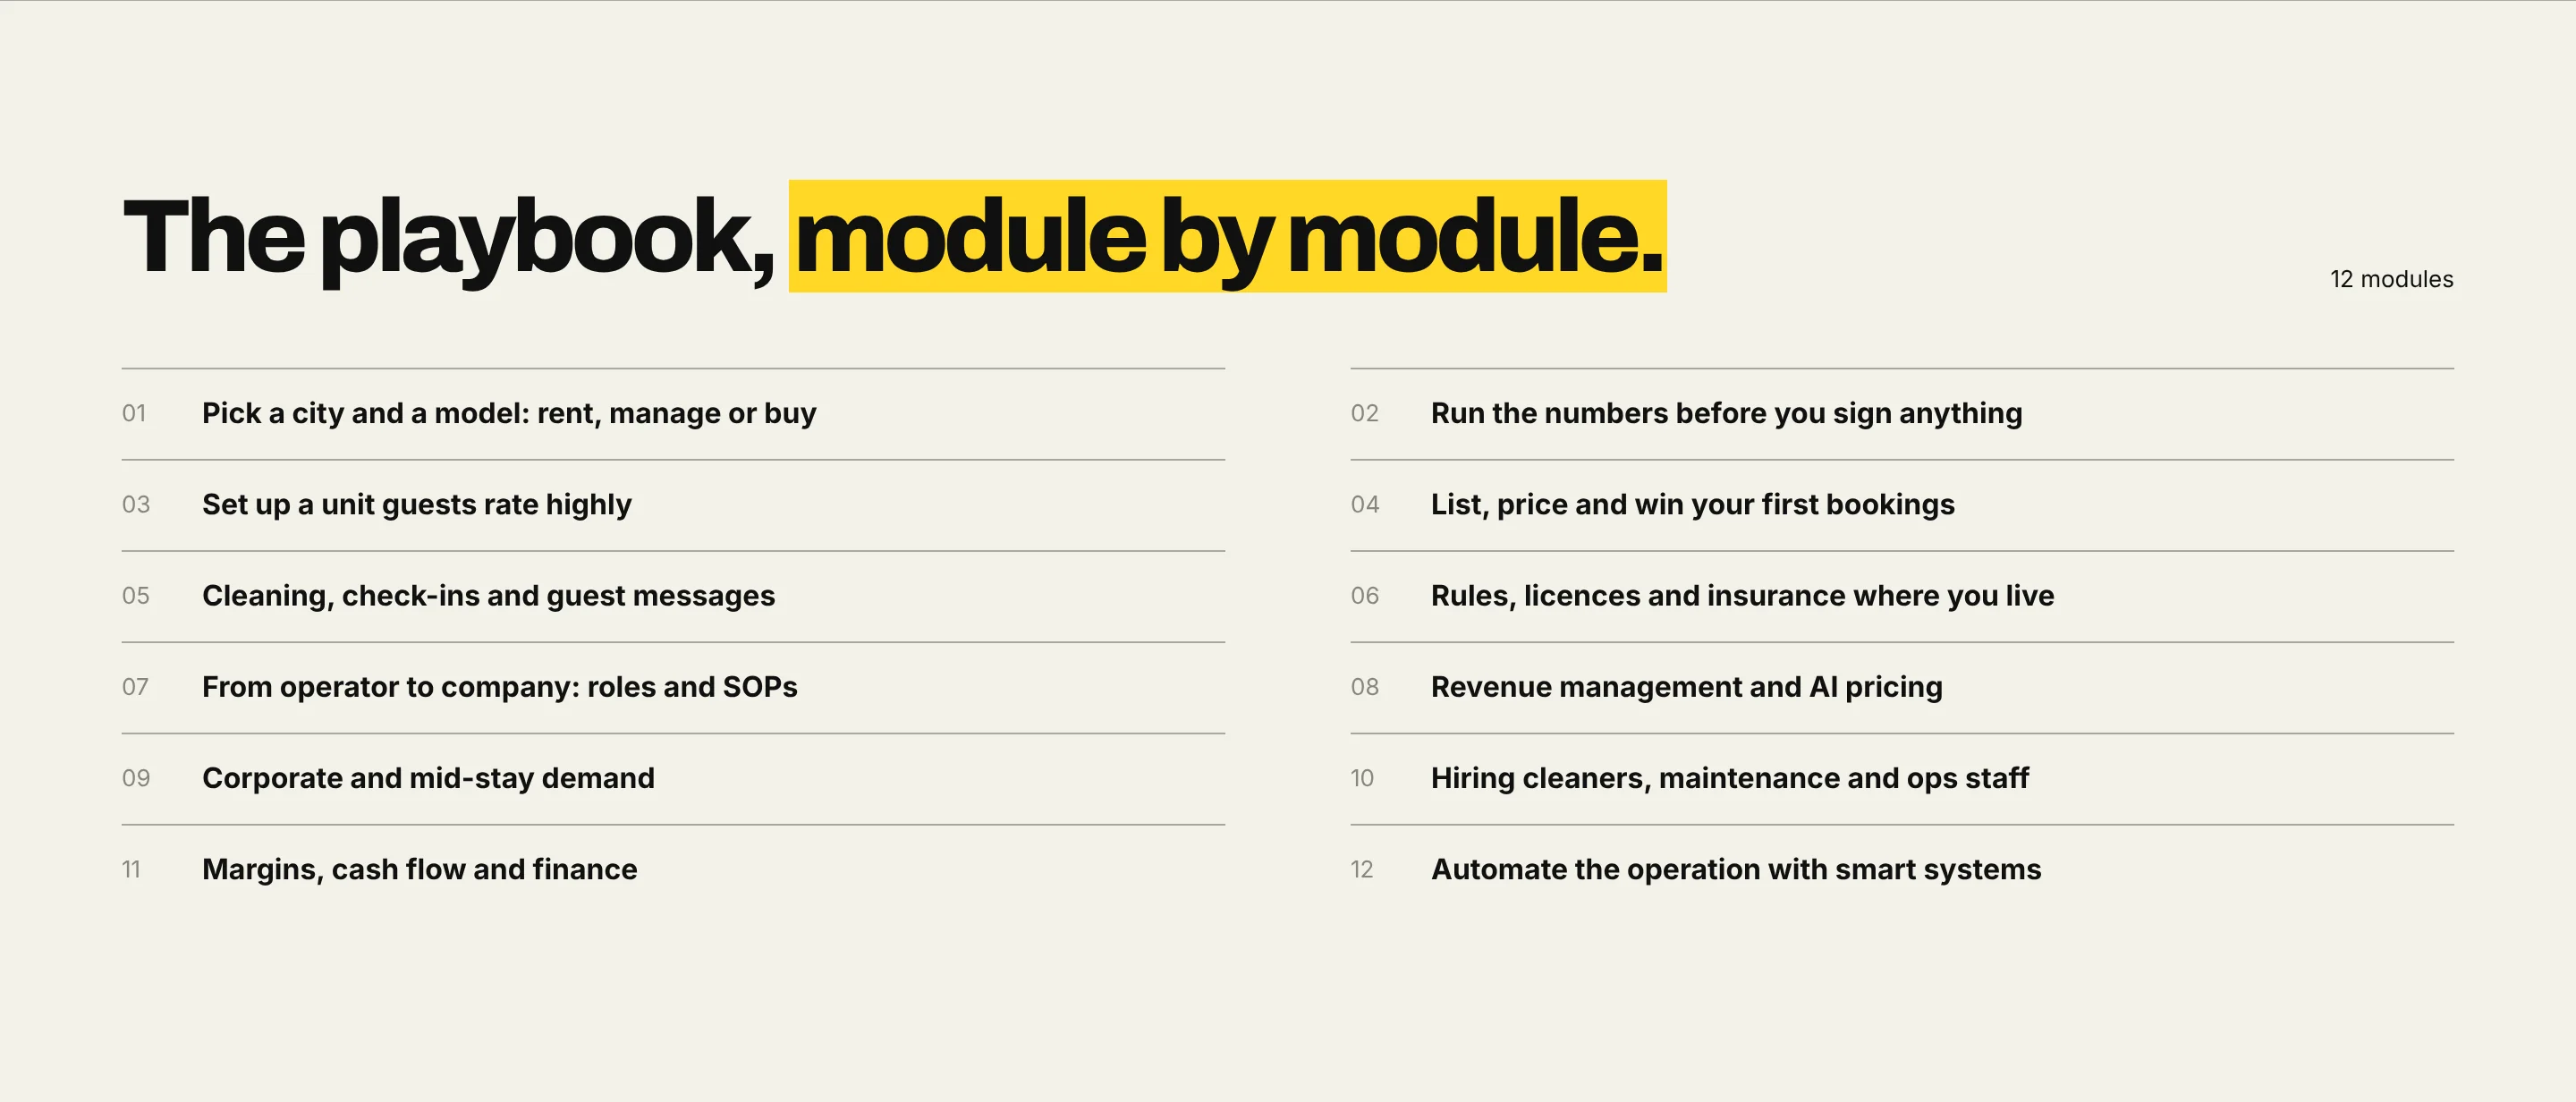 The playbook, module by module.
12 modules
01 Pick a city and a model: rent, manage or buy
02 Run the numbers before you sign anything
03 Set up a unit guests rate highly
04 List, price and win your first bookings
05 Cleaning, check-ins and guest messages
06 Rules, licences and insurance where you live
07 From operator to company: roles and SOPs
08 Revenue management and AI pricing
09 Corporate and mid-stay demand
10 Hiring cleaners, maintenance and ops staff
11 Margins, cash flow and finance
12 Automate the operation with smart systems